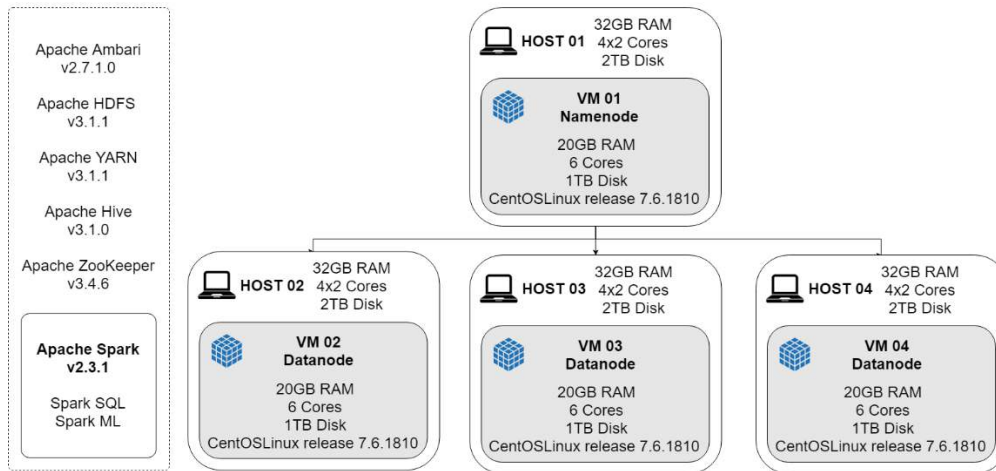 Apache Ambari
v2.7.1.0
Apache HDFS
v3.1.1
Apache YARN
v3.1.1
Apache Hive
v3.1.0
Apache ZooKeeper
v3.4.6
Apache Spark
v2.3.1
Spark SQL
Spark ML
HOST 01
32GB RAM
4x2 Cores
2TB Disk
VM 01
Namenode
20GB RAM
6 Cores
1TB Disk
CentOSLinux release 7.6.1810
HOST 02
32GB RAM
4x2 Cores
2TB Disk
VM 02
Datanode
20GB RAM
6 Cores
1TB Disk
CentOSLinux release 7.6.1810
HOST 03
32GB RAM
4x2 Cores
2TB Disk
VM 03
Datanode
20GB RAM
6 Cores
1TB Disk
CentOSLinux release 7.6.1810
HOST 04
32GB RAM
4x2 Cores
2TB Disk
VM 04
Datanode
20GB RAM
6 Cores
1TB Disk
CentOSLinux release 7.6.1810